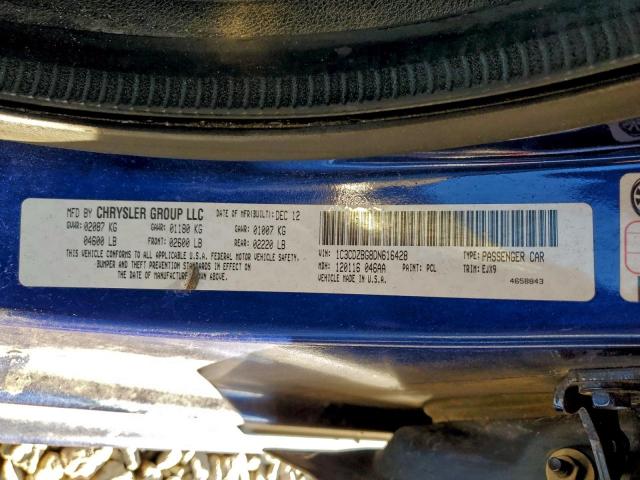 MFD BY CHRYSLER GROUP LLC DATE OF MFR(BUILT): DEC 12
GVWR: 02087 KG GAWR: 01180 KG GAWR: 01007 KG
04600 LB FRONT: 02600 LB REAR: 02220 LB
THIS VEHICLE CONFORMS TO ALL APPLICABLE U.S.A. FEDERAL MOTOR VEHICLE SAFETY,
BUMPER AND THEFT PREVENTION STANDARDS IN EFFECT ON THE
DATE OF MANUFACTURE SHOWN ABOVE.
VIN: 1C3CDZBG8DN616428 TYPE: PASSENGER CAR
MDH: 120116 046AA PAINT: PCL TRIM: EJX9
VEHICLE MADE IN U.S.A. 4658843